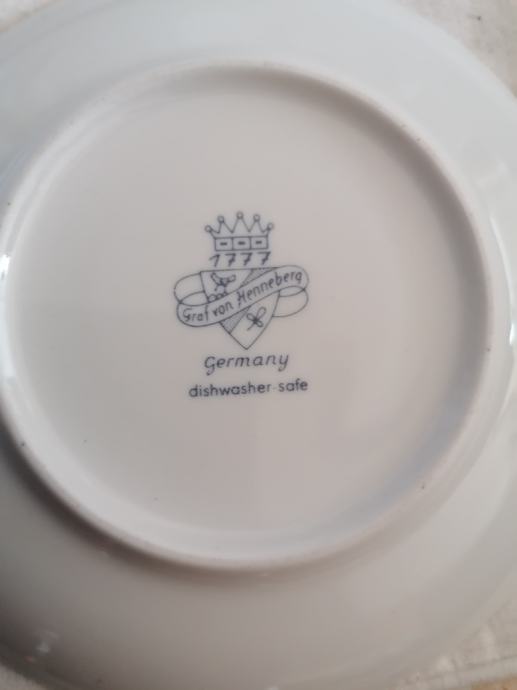 1777
Graf von Henneberg
Germany
dishwasher-safe